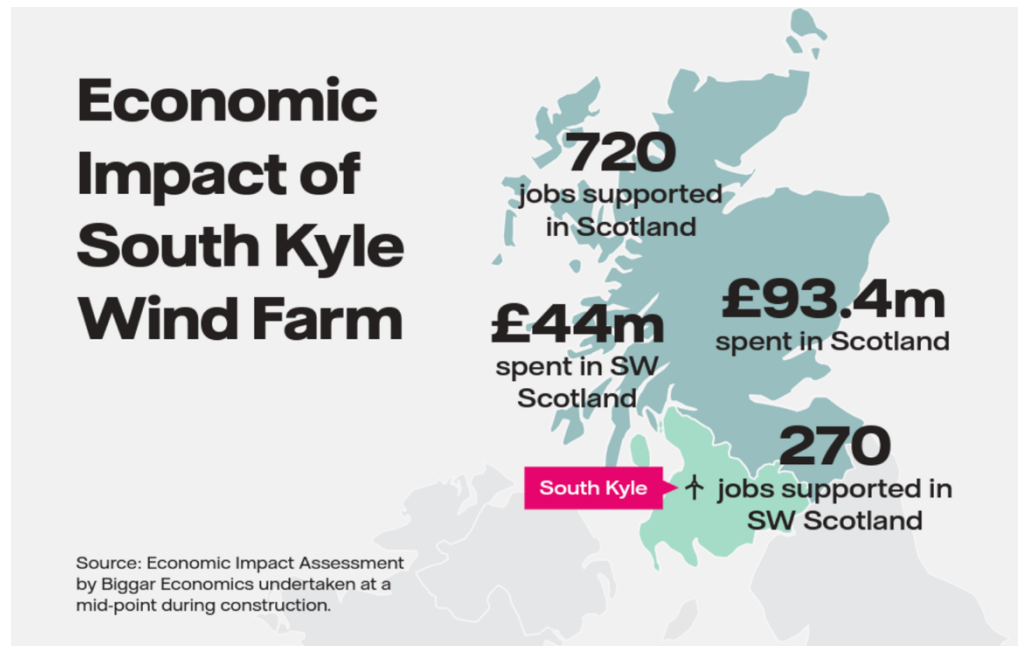 Economic
Impact of
South Kyle
Wind Farm
720
jobs supported
in Scotland
£93.4m
spent in Scotland
£44m
spent in SW
Scotland
270
jobs supported in
SW Scotland
South Kyle
Source: Economic Impact Assessment
by Biggar Economics undertaken at a
mid-point during construction.